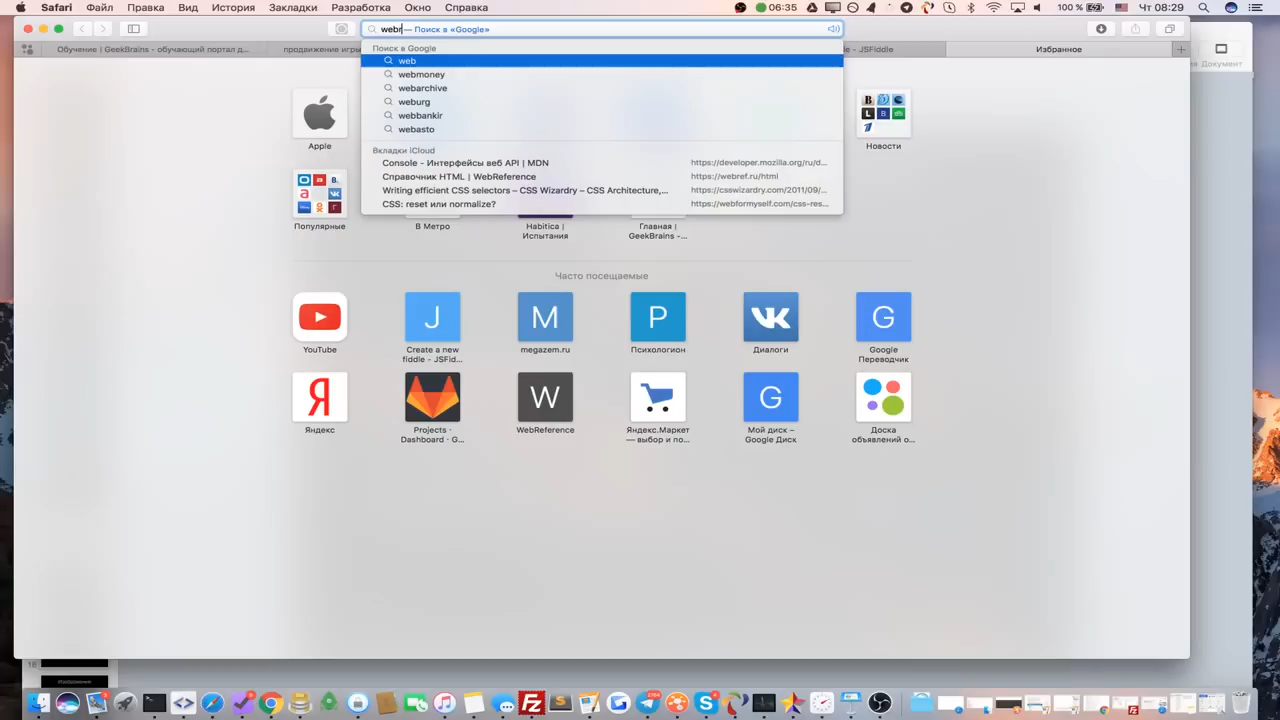 Safari Файл Правка Вид История Закладки Разработка Окно Справка 06:35 100 % Чт 08:29
webr — Поиск в «Google»
Обучение | GeekBrains - обучающий портал д...
продвижение игры
- JSFiddle
Избранное
Документ
Поиск в Google
web
webmoney
webarchive
weburg
webbankir
webasto
Вкладки iCloud
Console - Интерфейсы веб API | MDN https://developer.mozilla.org/ru/d...
Справочник HTML | WebReference https://webref.ru/html
Writing efficient CSS selectors – CSS Wizardry – CSS Architecture,... https://csswizardry.com/2011/09/...
CSS: reset или normalize? https://webformyself.com/css-res...
Apple
Новости
Популярные
В Метро
Habitica |
Испытания
Главная |
GeekBrains -...
Часто посещаемые
J M П G
YouTube
Create a new
fiddle - JSFid...
megazem.ru
Психологион
Диалоги
Google
Переводчик
Я W G
Яндекс
Projects ·
Dashboard · G...
WebReference
Яндекс.Маркет
— выбор и по...
Мой диск –
Google Диск
Доска
объявлений о...
18